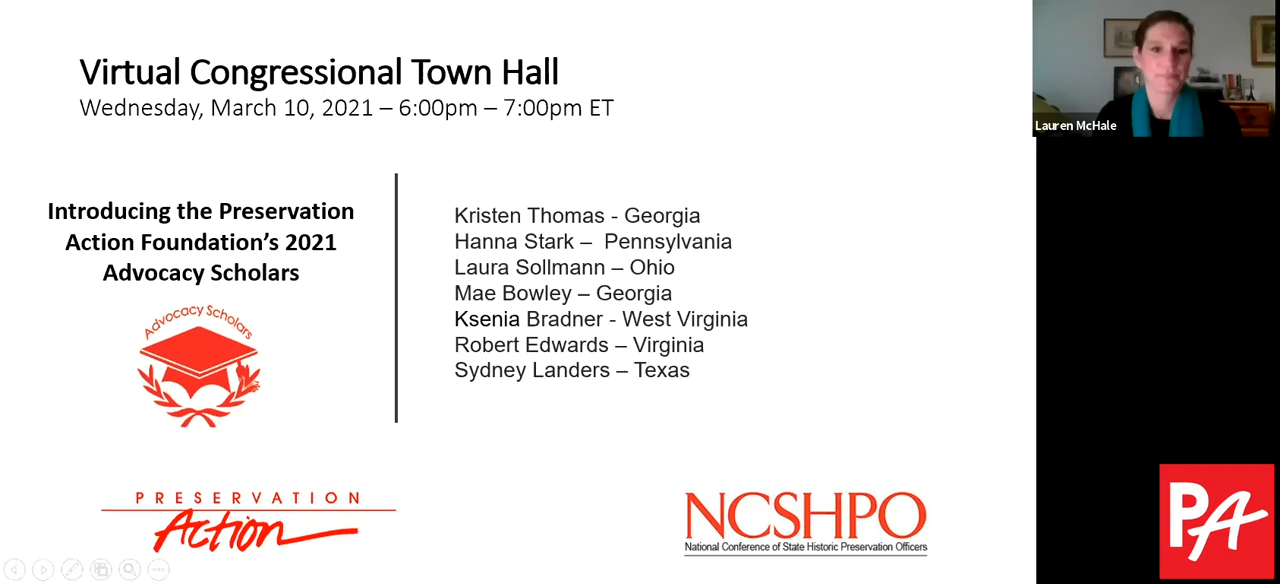 Virtual Congressional Town Hall
Wednesday, March 10, 2021 – 6:00pm – 7:00pm ET
Introducing the Preservation
Action Foundation's 2021
Advocacy Scholars
Advocacy Scholars
Kristen Thomas - Georgia
Hanna Stark – Pennsylvania
Laura Sollmann – Ohio
Mae Bowley – Georgia
Ksenia Bradner - West Virginia
Robert Edwards – Virginia
Sydney Landers – Texas
PRESERVATION
Action
NCSHPO
National Conference of State Historic Preservation Officers
Lauren McHale
PA